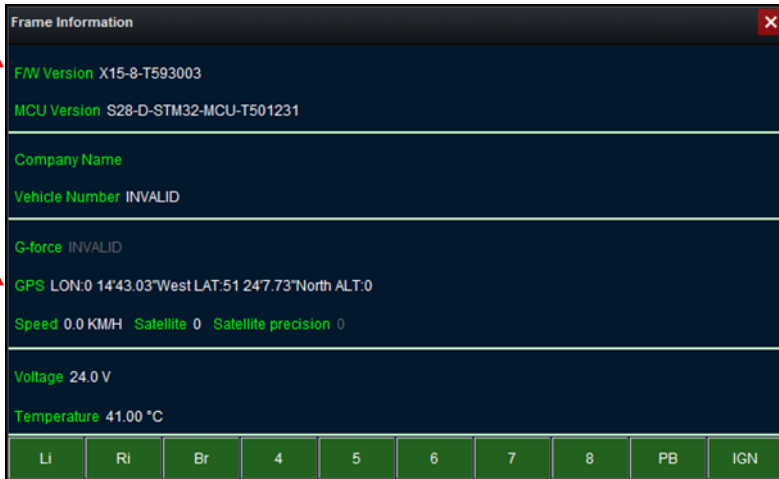 Frame Information
F/W Version X15-8-T593003
MCU Version S28-D-STM32-MCU-T501231
Company Name
Vehicle Number INVALID
G-force INVALID
GPS LON:0 14'43.03"West LAT:51 24'7.73"North ALT:0
Speed 0.0 KM/H Satellite 0 Satellite precision 0
Voltage 24.0 V
Temperature 41.00 °C
Li Ri Br 4 5 6 7 8 PB IGN